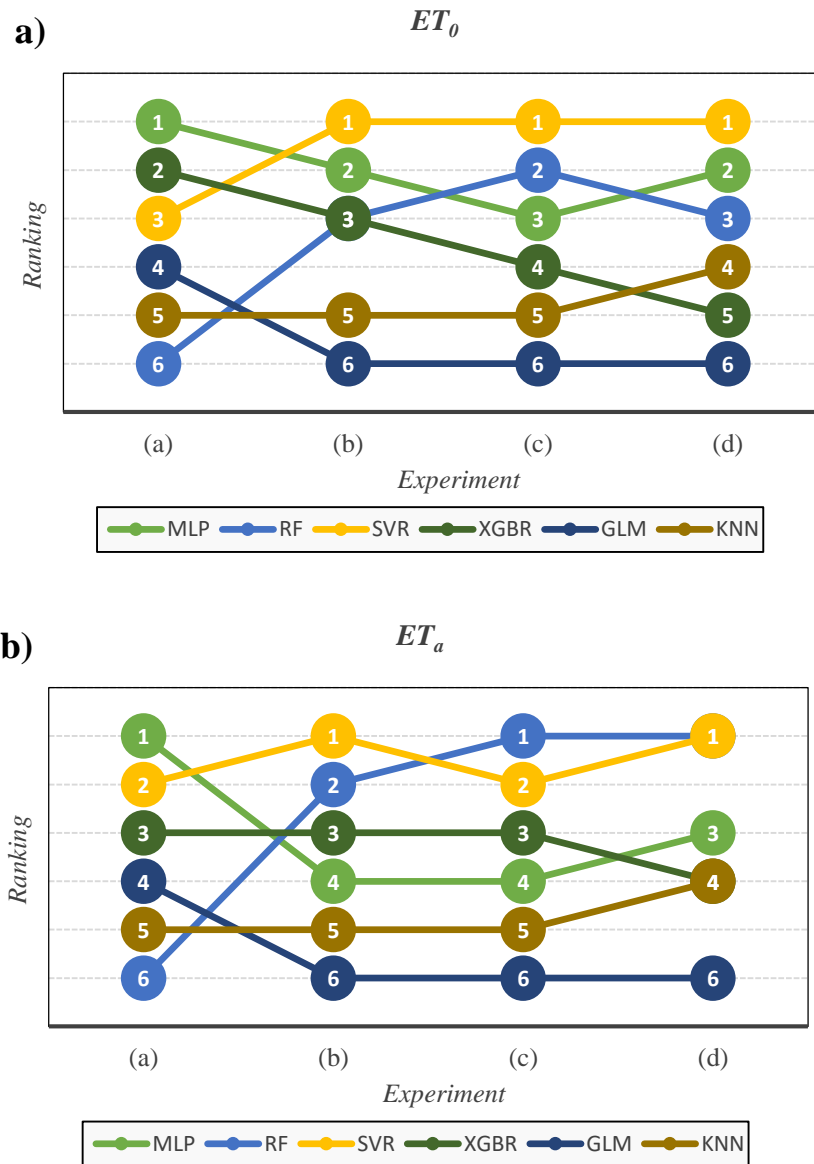 a)
ET0
Ranking
1 1 1 1
2 2 2 2
3 3 3 3
4 4 4
5 5 5 5
6 6 6 6
(a) (b) (c) (d)
Experiment
MLP RF SVR XGBR GLM KNN
b)
ETa
Ranking
1 1 1 1
2 2 2
3 3 3 3
4 4 4 4
5 5 5
6 6 6 6
(a) (b) (c) (d)
Experiment
MLP RF SVR XGBR GLM KNN